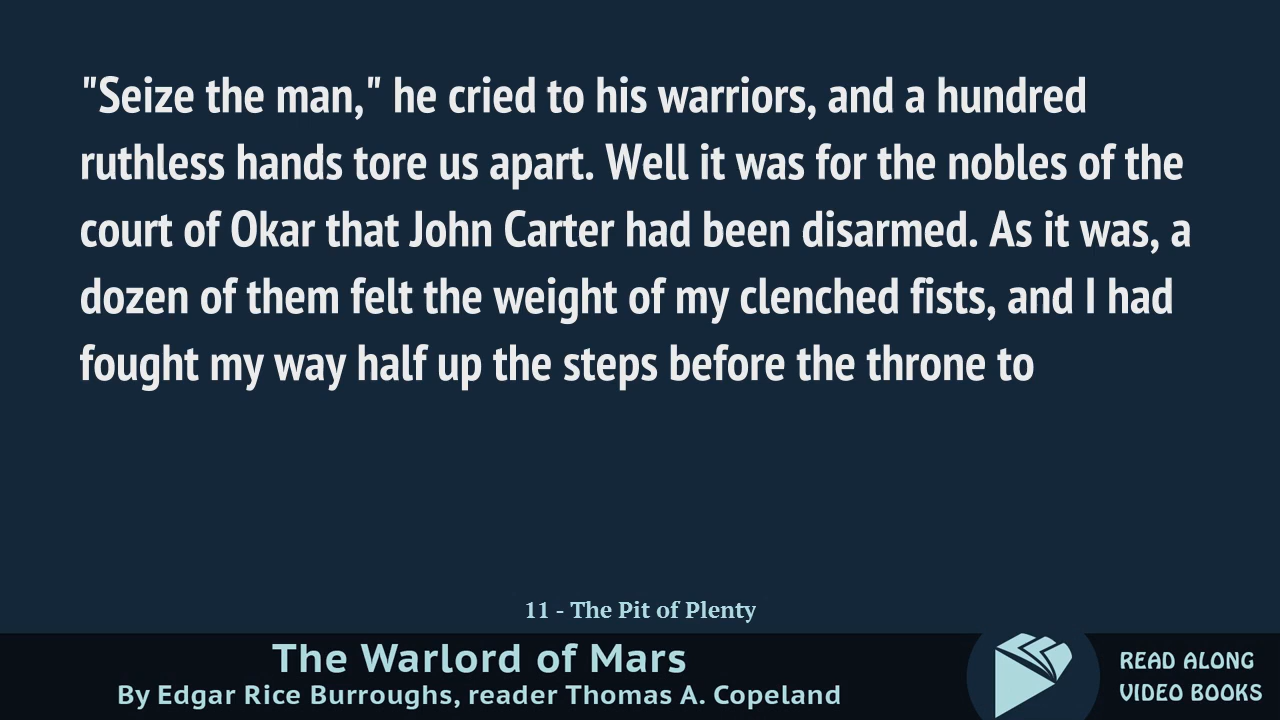 "Seize the man," he cried to his warriors, and a hundred
ruthless hands tore us apart. Well it was for the nobles of the
court of Okar that John Carter had been disarmed. As it was, a
dozen of them felt the weight of my clenched fists, and I had
fought my way half up the steps before the throne to
11 - The Pit of Plenty
The Warlord of Mars
By Edgar Rice Burroughs, reader Thomas A. Copeland
READ ALONG
VIDEO BOOKS